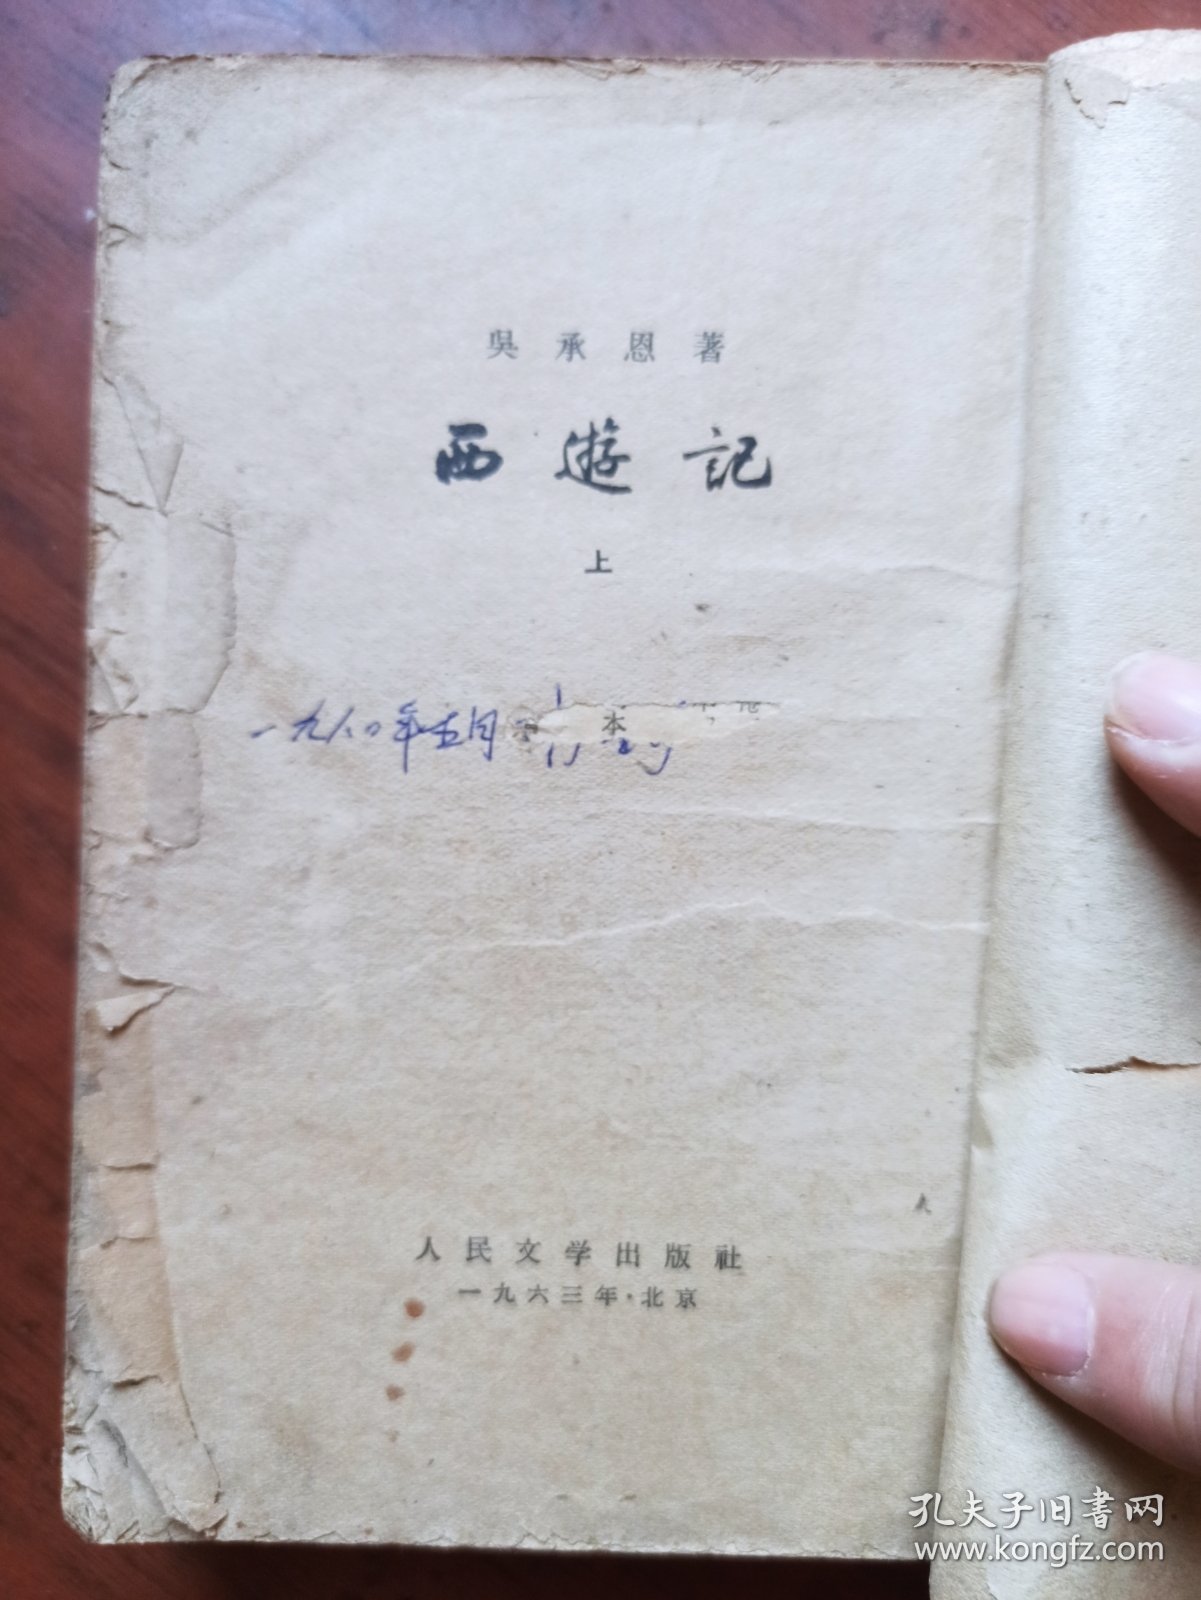 吳承恩著
西遊記
上
一九八〇年五月
本
人民文学出版社
一九六三年·北京
孔夫子旧书网
www.kongfz.com